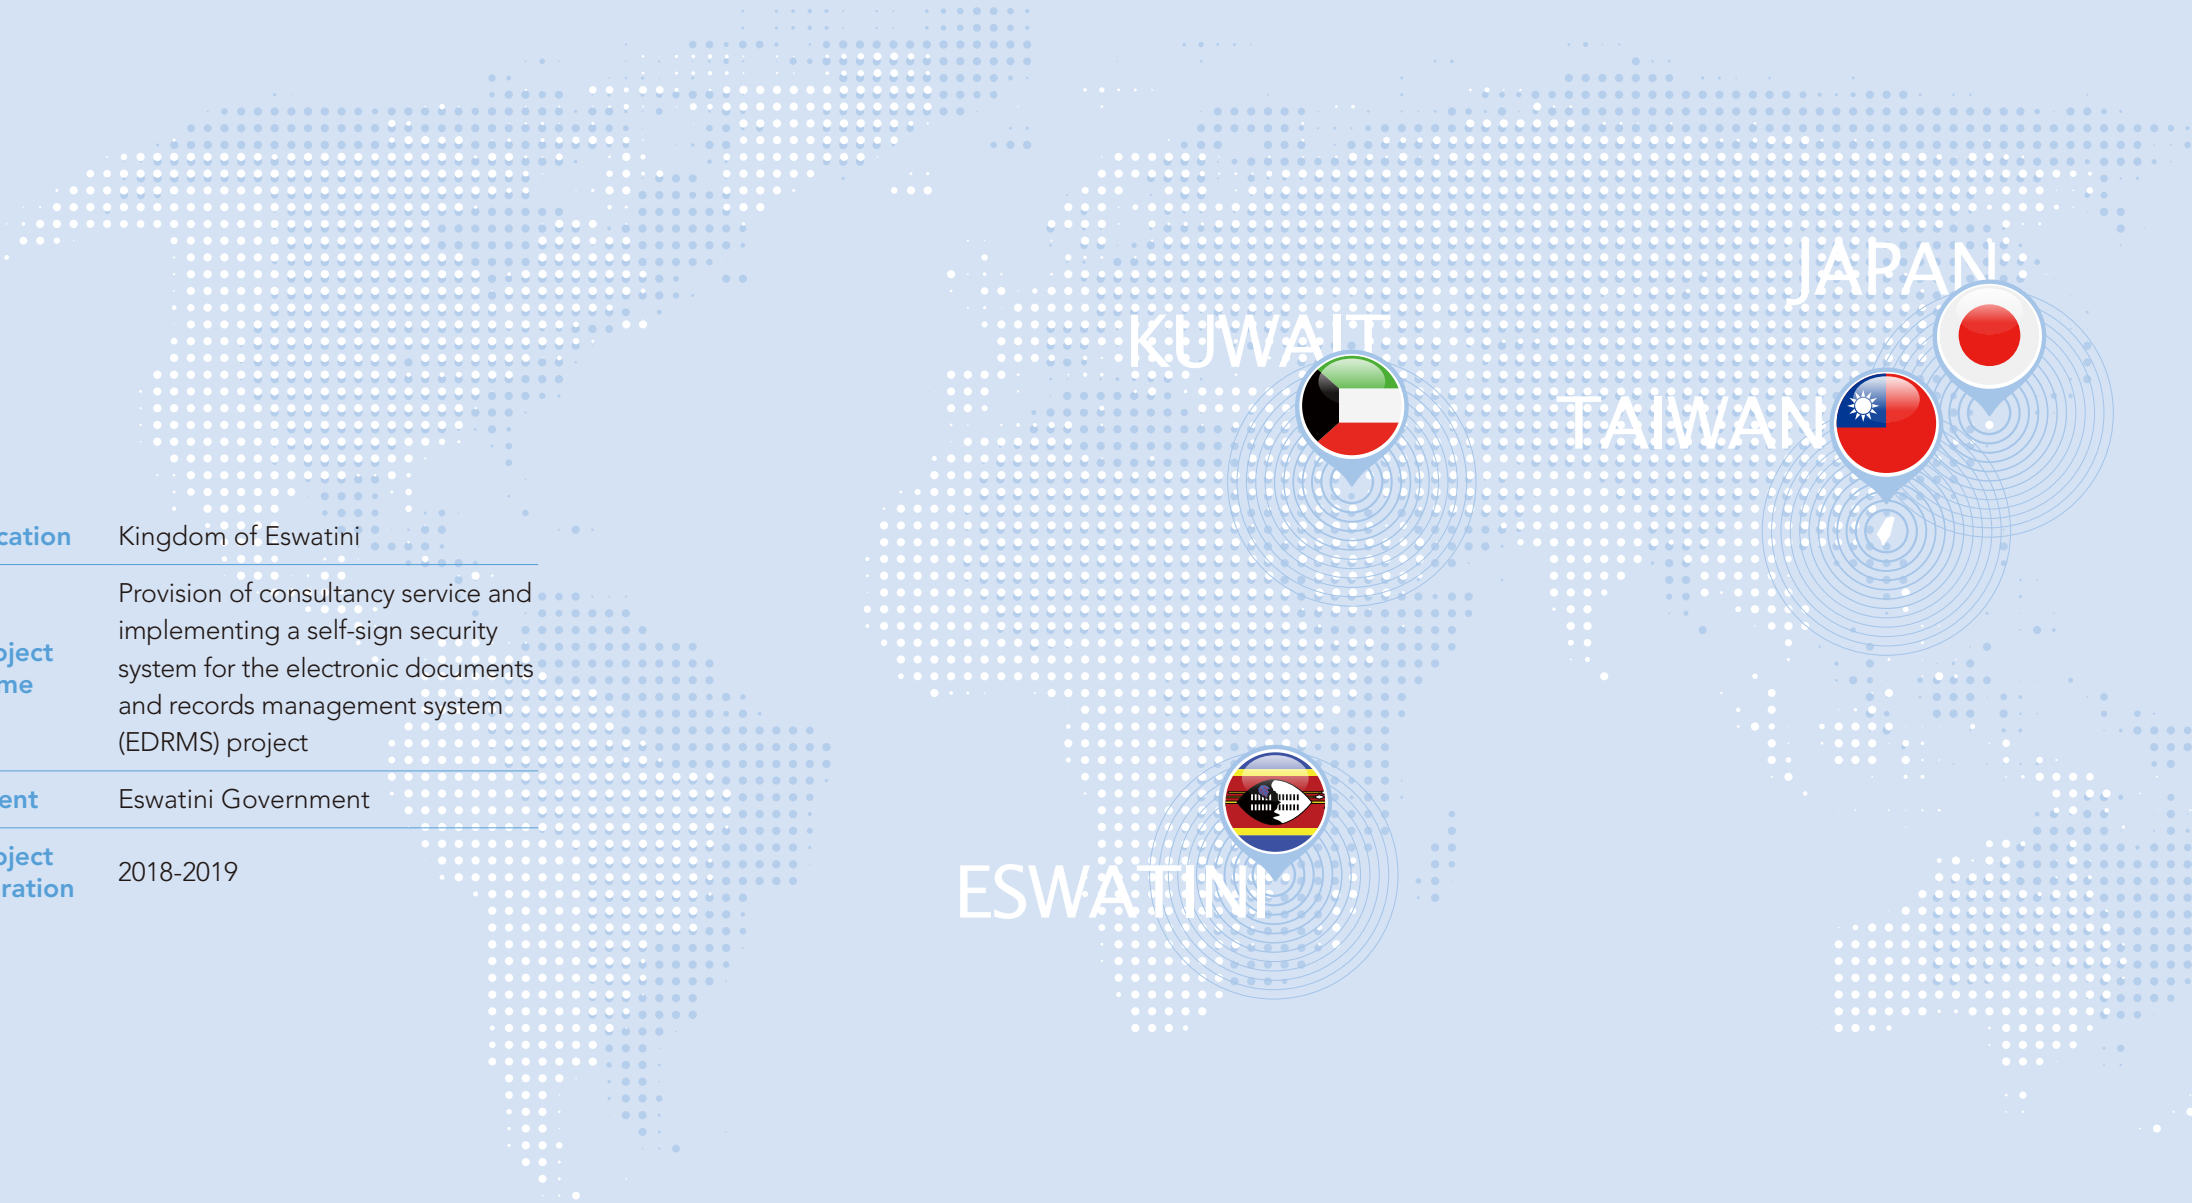 JAPAN
KUWAIT
TAIWAN
cation Kingdom of Eswatini
Provision of consultancy service and
implementing a self-sign security
oject
system for the electronic documents
me
and records management system
(EDRMS) project
ent Eswatini Government
oject
2018-2019
ration
ESWATINI